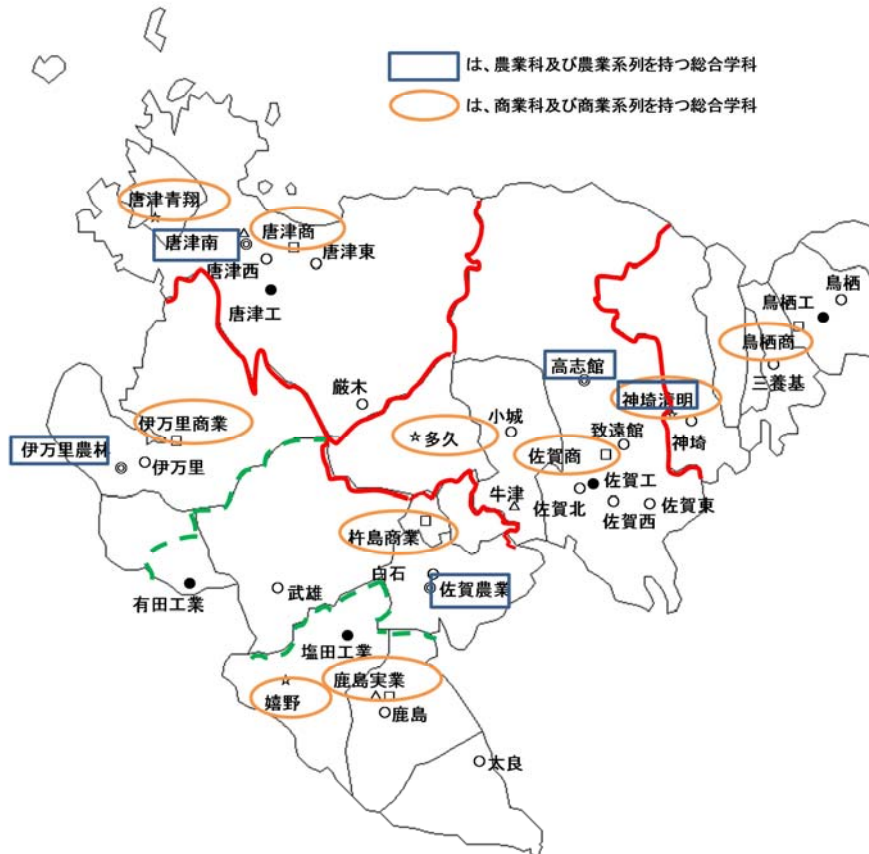 は、農業科及び農業系列を持つ総合学科
は、商業科及び商業系列を持つ総合学科
唐津青翔
唐津南
唐津商
唐津西
唐津東
唐津工
厳木
鳥栖
鳥栖工
鳥栖商
三養基
高志館
神埼清明
神埼
小城
多久
致遠館
佐賀商
佐賀工
佐賀北
佐賀西
佐賀東
牛津
伊万里商業
伊万里農林
伊万里
杵島商業
白石
佐賀農業
有田工業
武雄
塩田工業
鹿島実業
嬉野
鹿島
太良